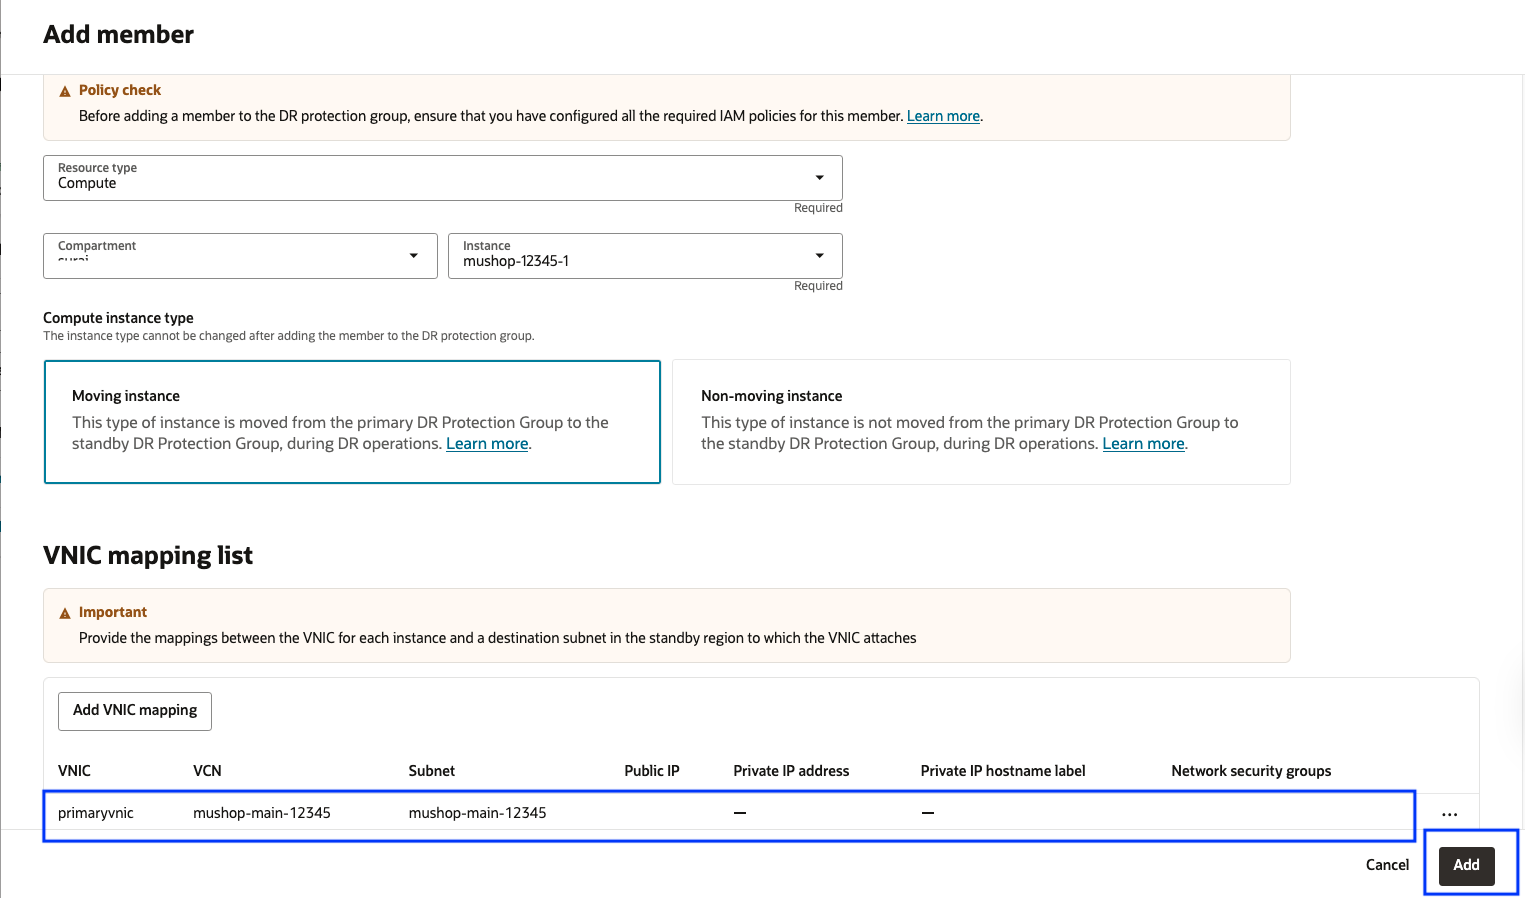 Add member
Policy check
Before adding a member to the DR protection group, ensure that you have configured all the required IAM policies for this member. Learn more.
Resource type
Compute
Required
Compartment
Instance
mushop-12345-1
Required
Compute instance type
The instance type cannot be changed after adding the member to the DR protection group.
Moving instance
This type of instance is moved from the primary DR Protection Group to the
standby DR Protection Group, during DR operations. Learn more.
Non-moving instance
This type of instance is not moved from the primary DR Protection Group to
the standby DR Protection Group, during DR operations. Learn more.
VNIC mapping list
Important
Provide the mappings between the VNIC for each instance and a destination subnet in the standby region to which the VNIC attaches
Add VNIC mapping
VNIC VCN Subnet Public IP Private IP address Private IP hostname label Network security groups
primaryvnic mushop-main-12345 mushop-main-12345 — — ...
Cancel Add